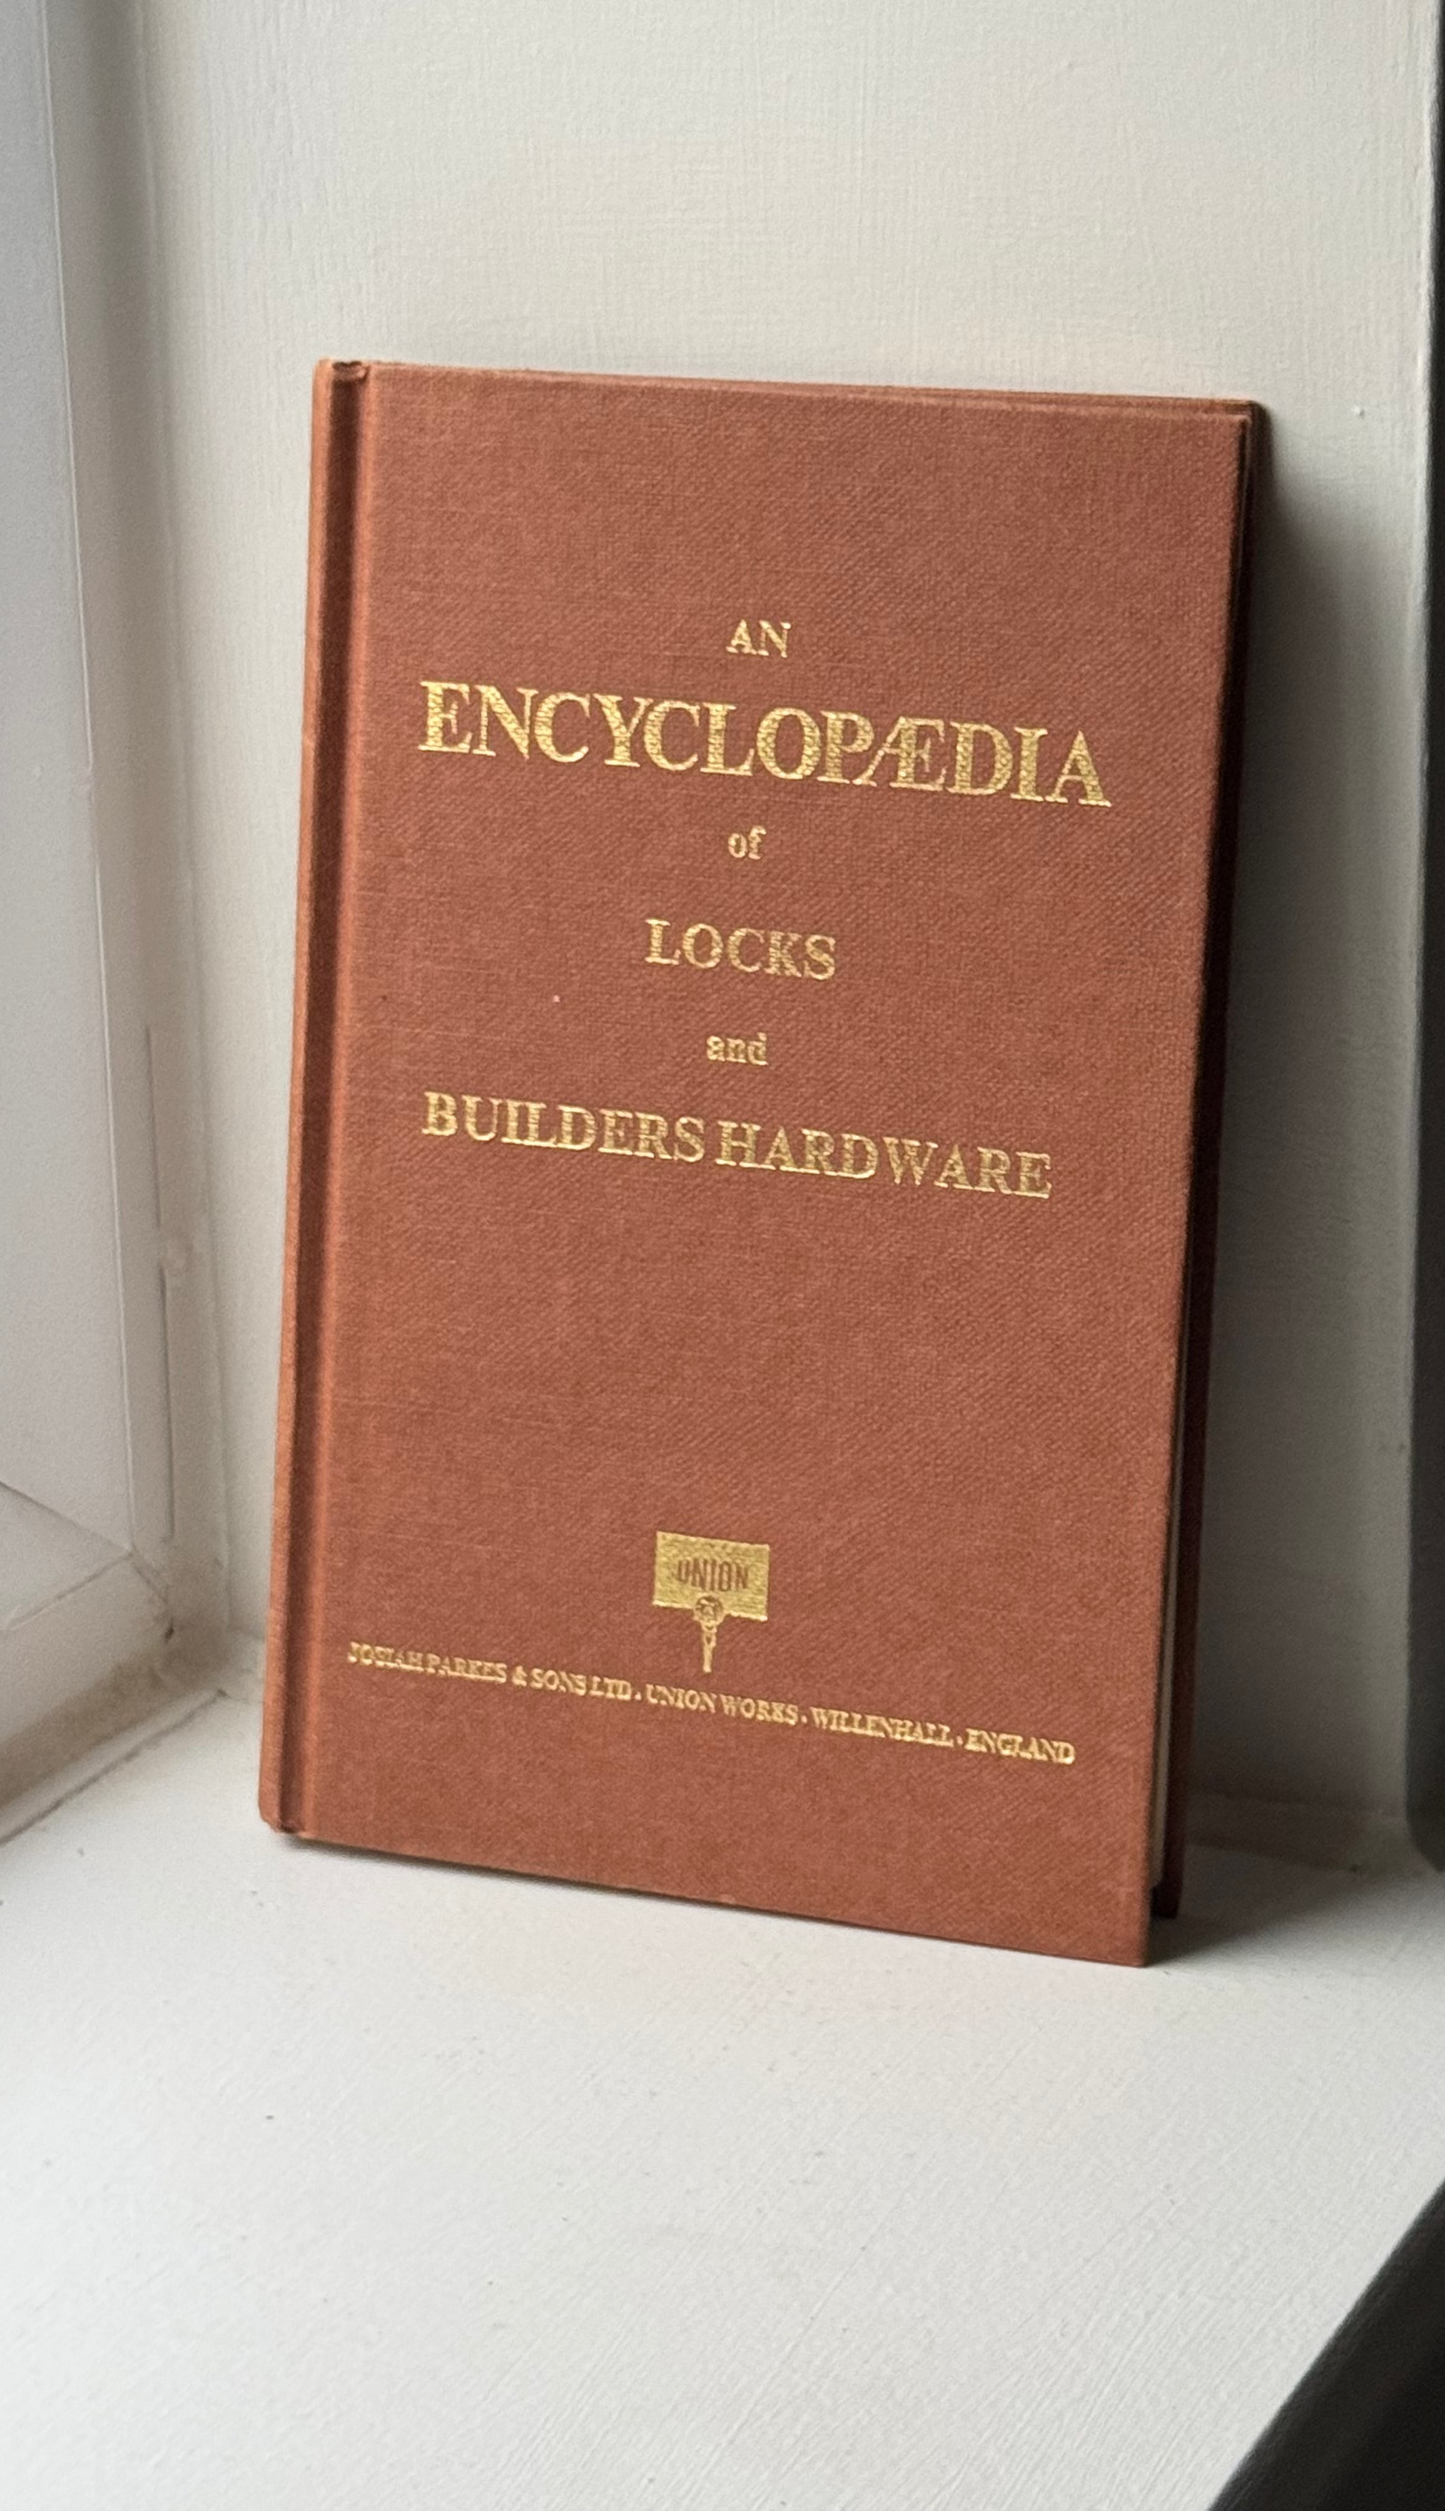 AN
ENCYCLOPÆDIA
of
LOCKS
and
BUILDERS HARDWARE
UNION
JOSIAH PARKES & SONS LTD. UNION WORKS. WILLENHALL. ENGLAND